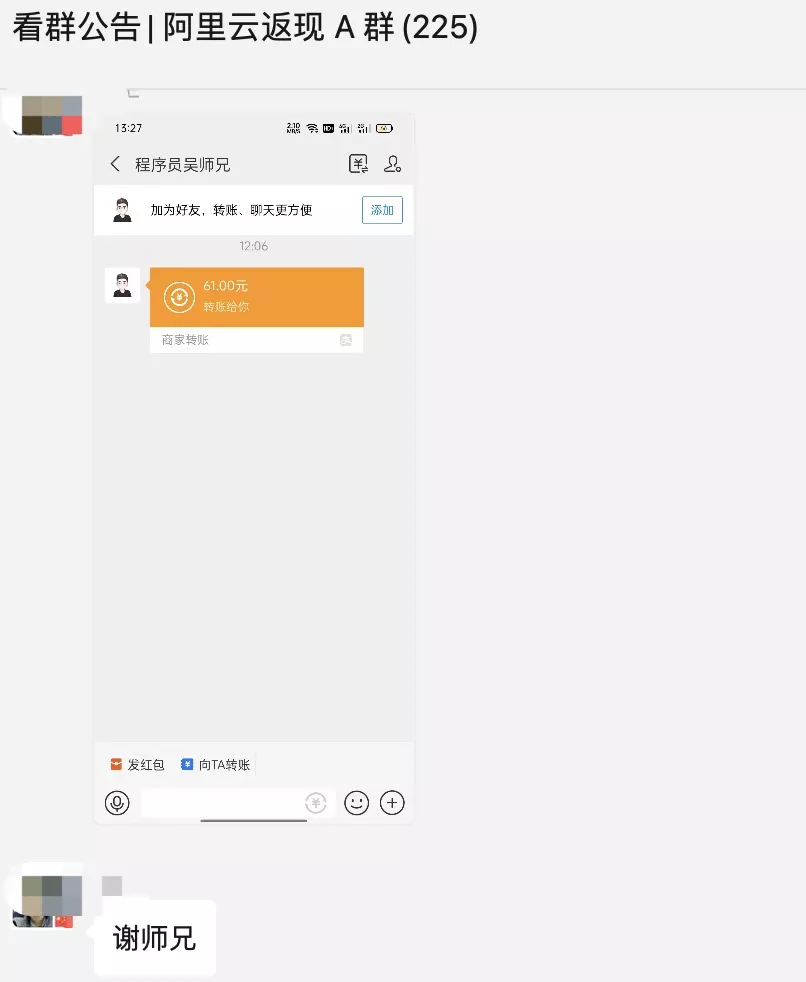 看群公告 | 阿里云返现 A 群 (225)
13:27
程序员吴师兄
加为好友，转账、聊天更方便
添加
12:06
61.00元
转账给你
商家转账
发红包 向TA转账
谢师兄